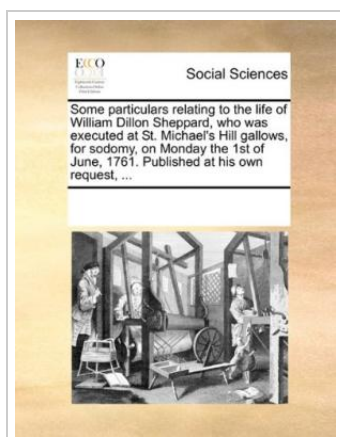 ECCO
Social Sciences
Some particulars relating to the life of
William Dillon Sheppard, who was
executed at St. Michael's Hill gallows,
for sodomy, on Monday the 1st of
June, 1761. Published at his own
request, ...